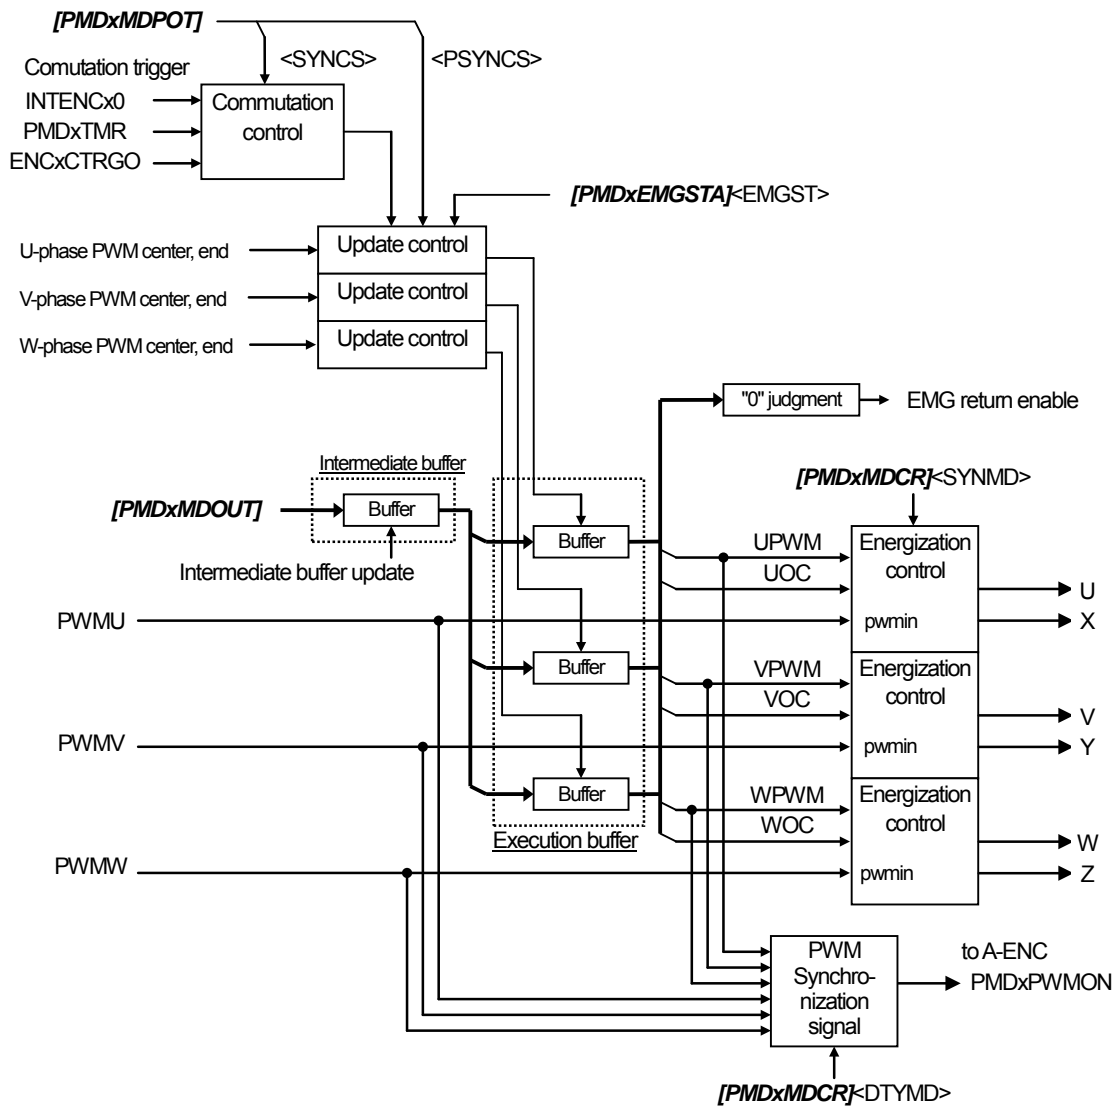 [PMDxMDPOT]
<SYNCS>
<PSYNCS>
Comutation trigger
INTENCx0
PMDxTMR
ENCxCTRGO
Commutation
control
[PMDxEMGSTA]<EMGST>
U-phase PWM center, end
Update control
V-phase PWM center, end
Update control
W-phase PWM center, end
Update control
"0" judgment
EMG return enable
Intermediate buffer
[PMDxMDCR]<SYNMD>
[PMDxMDOUT]
Buffer
Intermediate buffer update
Buffer
UPWM
UOC
Energization
control
pwmin
U
X
PWMU
Buffer
VPWM
VOC
Energization
control
pwmin
V
Y
PWMV
Buffer
WPWM
WOC
Energization
control
pwmin
W
Z
Execution buffer
PWMW
PWM
Synchro-
nization
signal
to A-ENC
PMDxPWMON
[PMDxMDCR]<DTYMD>